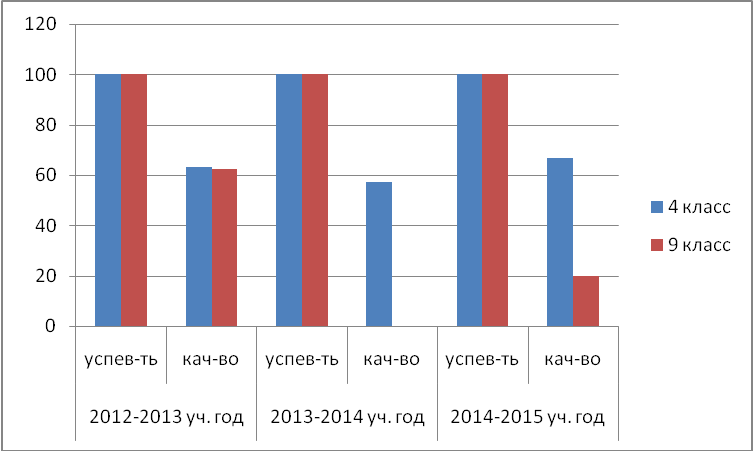 120
100
80
60
40
20
0
успев-ть кач-во успев-ть кач-во успев-ть кач-во
2012-2013 уч. год 2013-2014 уч. год 2014-2015 уч. год
4 класс
9 класс